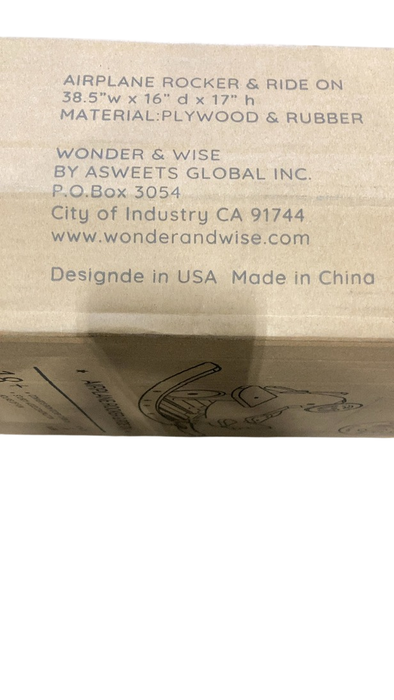 AIRPLANE ROCKER & RIDE ON
38.5"w x 16" d x 17" h
MATERIAL:PLYWOOD & RUBBER
WONDER & WISE
BY ASWEETS GLOBAL INC.
P.O.Box 3054
City of Industry CA 91744
www.wonderandwise.com
Designde in USA Made in China